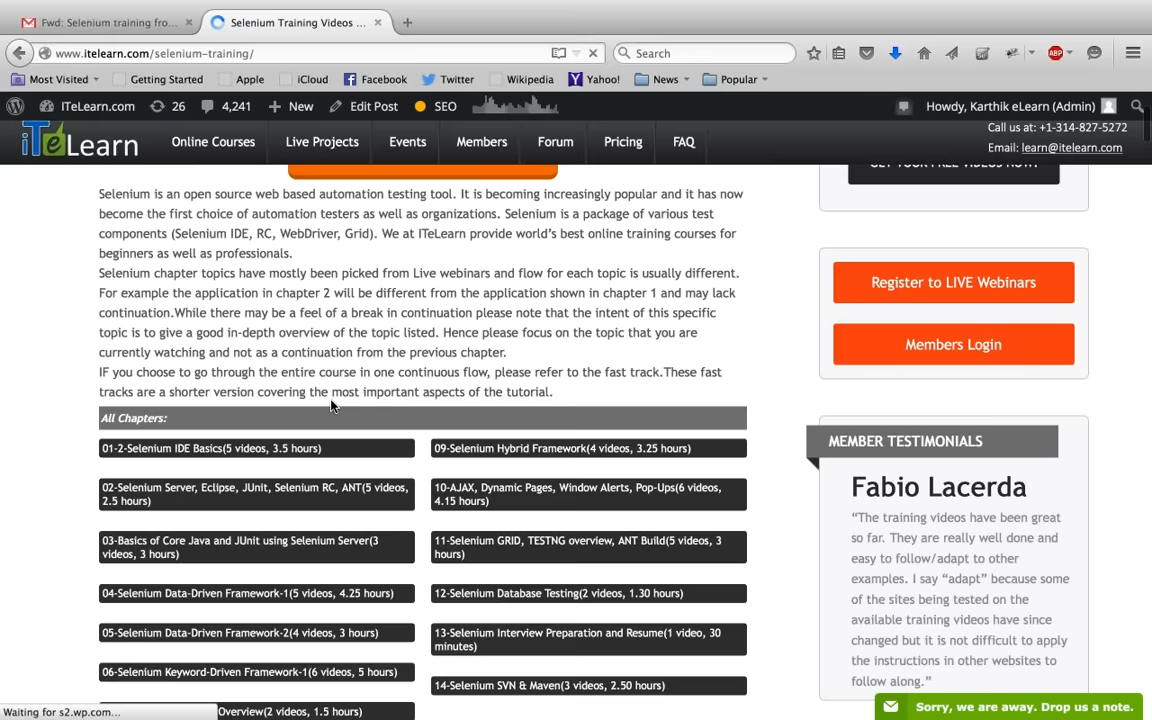 Fwd: Selenium training fro...
Selenium Training Videos ...
www.itelearn.com/selenium-training/
Search
Most Visited
Getting Started
Apple
iCloud
Facebook
Twitter
Wikipedia
Yahoo!
News
Popular
ABP
ITeLearn.com
26
4,241
New
Edit Post
SEO
Howdy, Karthik eLearn (Admin)
iTeLearn
Online Courses
Live Projects
Events
Members
Forum
Pricing
FAQ
Call us at: +1-314-827-5272
Email: learn@itelearn.com
GET YOUR FREE VIDEOS NOW!
Selenium is an open source web based automation testing tool. It is becoming increasingly popular and it has now
become the first choice of automation testers as well as organizations. Selenium is a package of various test
components (Selenium IDE, RC, WebDriver, Grid). We at ITeLearn provide world's best online training courses for
beginners as well as professionals.
Selenium chapter topics have mostly been picked from Live webinars and flow for each topic is usually different.
For example the application in chapter 2 will be different from the application shown in chapter 1 and may lack
continuation.While there may be a feel of a break in continuation please note that the intent of this specific
topic is to give a good in-depth overview of the topic listed. Hence please focus on the topic that you are
currently watching and not as a continuation from the previous chapter.
IF you choose to go through the entire course in one continuous flow, please refer to the fast track.These fast
tracks are a shorter version covering the most important aspects of the tutorial.
All Chapters:
01-2-Selenium IDE Basics(5 videos, 3.5 hours)
02-Selenium Server, Eclipse, JUnit, Selenium RC, ANT(5 videos,
2.5 hours)
03-Basics of Core Java and JUnit using Selenium Server(3
videos, 3 hours)
04-Selenium Data-Driven Framework-1(5 videos, 4.25 hours)
05-Selenium Data-Driven Framework-2(4 videos, 3 hours)
06-Selenium Keyword-Driven Framework-1(6 videos, 5 hours)
Overview(2 videos, 1.5 hours)
09-Selenium Hybrid Framework(4 videos, 3.25 hours)
10-AJAX, Dynamic Pages, Window Alerts, Pop-Ups(6 videos,
4.15 hours)
11-Selenium GRID, TESTNG overview, ANT Build(5 videos, 3
hours)
12-Selenium Database Testing(2 videos, 1.30 hours)
13-Selenium Interview Preparation and Resume(1 video, 30
minutes)
14-Selenium SVN & Maven(3 videos, 2.50 hours)
Register to LIVE Webinars
Members Login
MEMBER TESTIMONIALS
Fabio Lacerda
“The training videos have been great
so far. They are really well done and
easy to follow/adapt to other
examples. I say “adapt” because some
of the sites being tested on the
available training videos have since
changed but it is not difficult to apply
the instructions in other websites to
follow along.”
Waiting for s2.wp.com...
Sorry, we are away. Drop us a note.